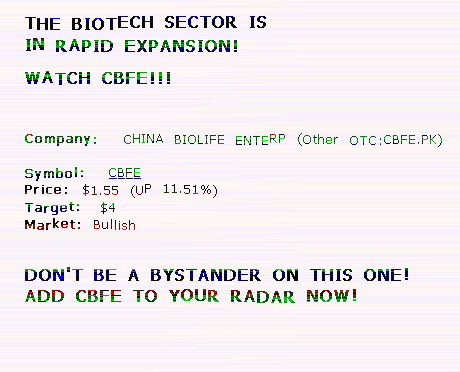 THE BIOTECH SECTOR IS
IN RAPID EXPANSION!
WATCH CBFE!!!
Company: CHINA BIOLIFE ENTERP (Other OTC:CBFE.PK)
Symbol: CBFE
Price: $1.55 (UP 11.51%)
Target: $4
Market: Bullish
DON'T BE A BYSTANDER ON THIS ONE!
ADD CBFE TO YOUR RADAR NOW!